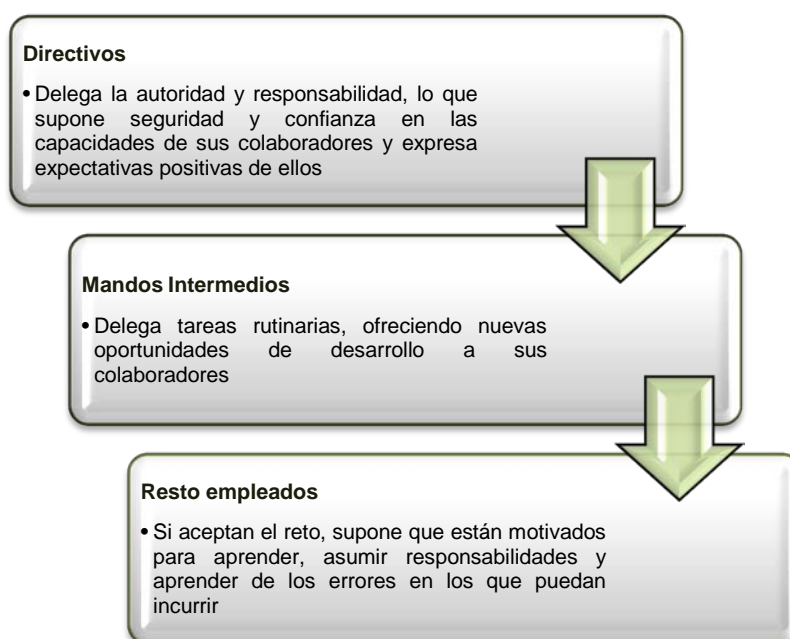 Directivos
• Delega la autoridad y responsabilidad, lo que
supone seguridad y confianza en las
capacidades de sus colaboradores y expresa
expectativas positivas de ellos
Mandos Intermedios
• Delega tareas rutinarias, ofreciendo nuevas
oportunidades de desarrollo a sus
colaboradores
Resto empleados
• Si aceptan el reto, supone que están motivados
para aprender, asumir responsabilidades y
aprender de los errores en los que puedan
incurrir